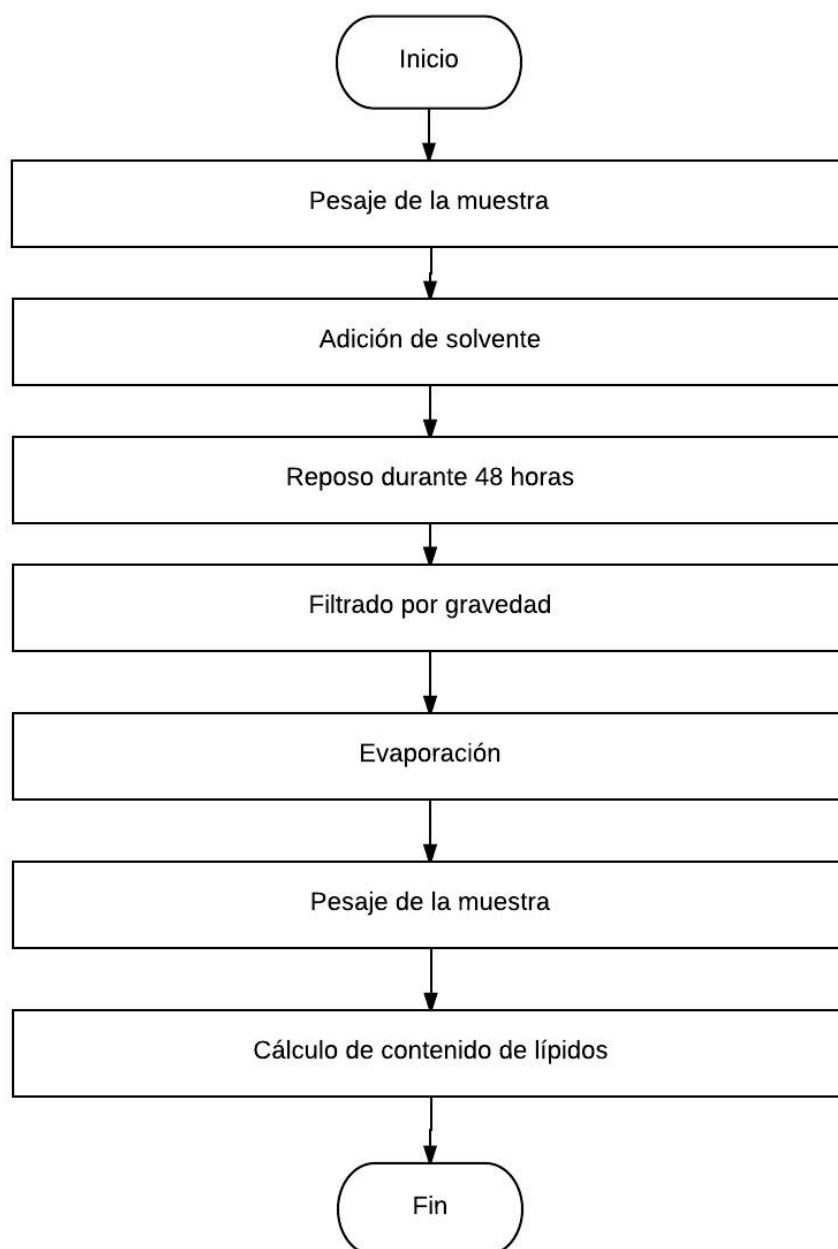 Inicio
Pesaje de la muestra
Adición de solvente
Reposo durante 48 horas
Filtrado por gravedad
Evaporación
Pesaje de la muestra
Cálculo de contenido de lípidos
Fin